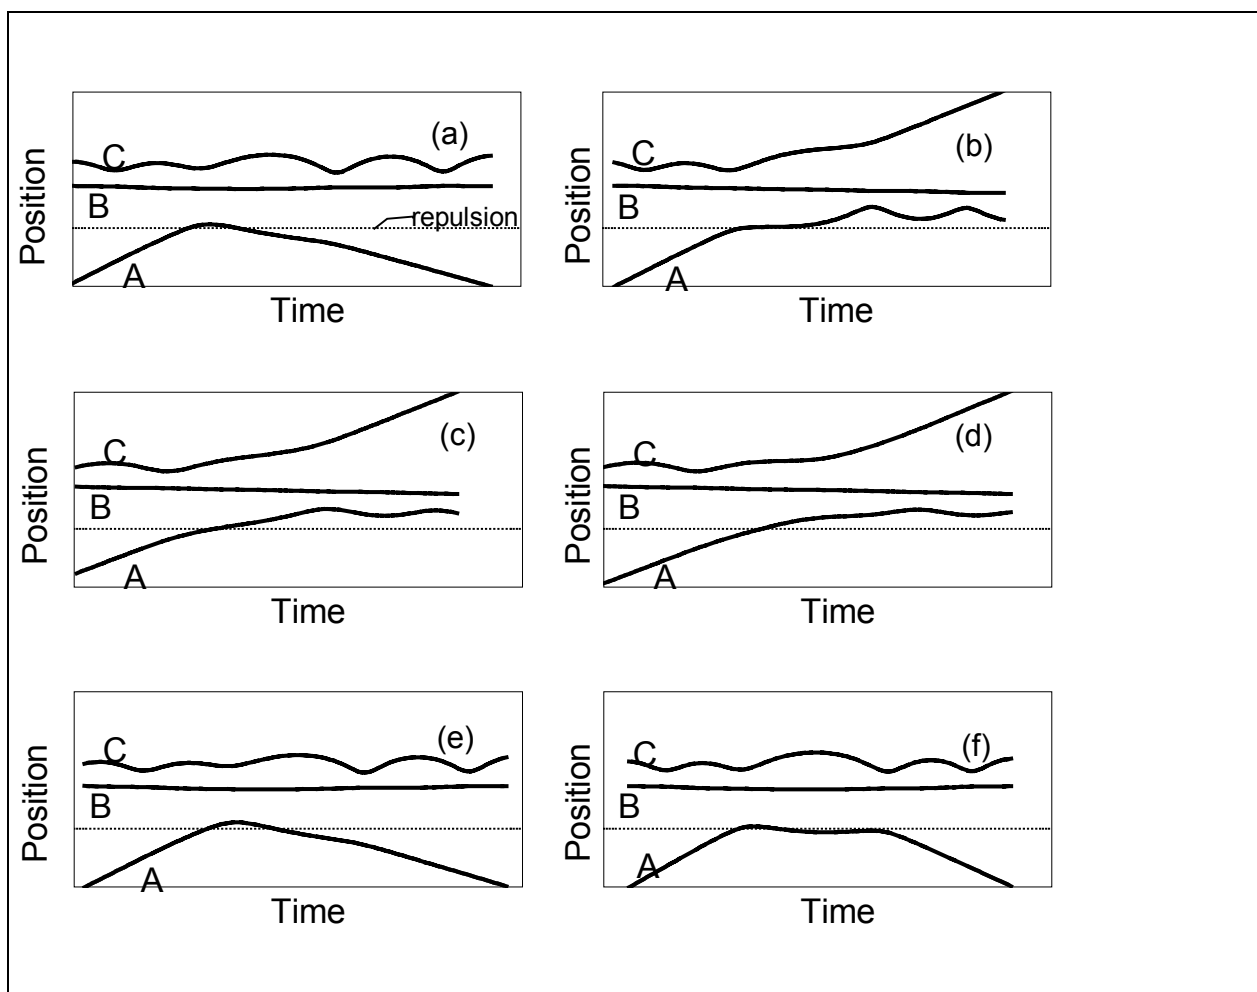 Position
C
(a)
B
repulsion
A
Time
Position
C
(b)
B
A
Time
Position
C
(c)
B
A
Time
Position
C
(d)
B
A
Time
Position
C
(e)
B
A
Time
Position
C
(f)
B
A
Time